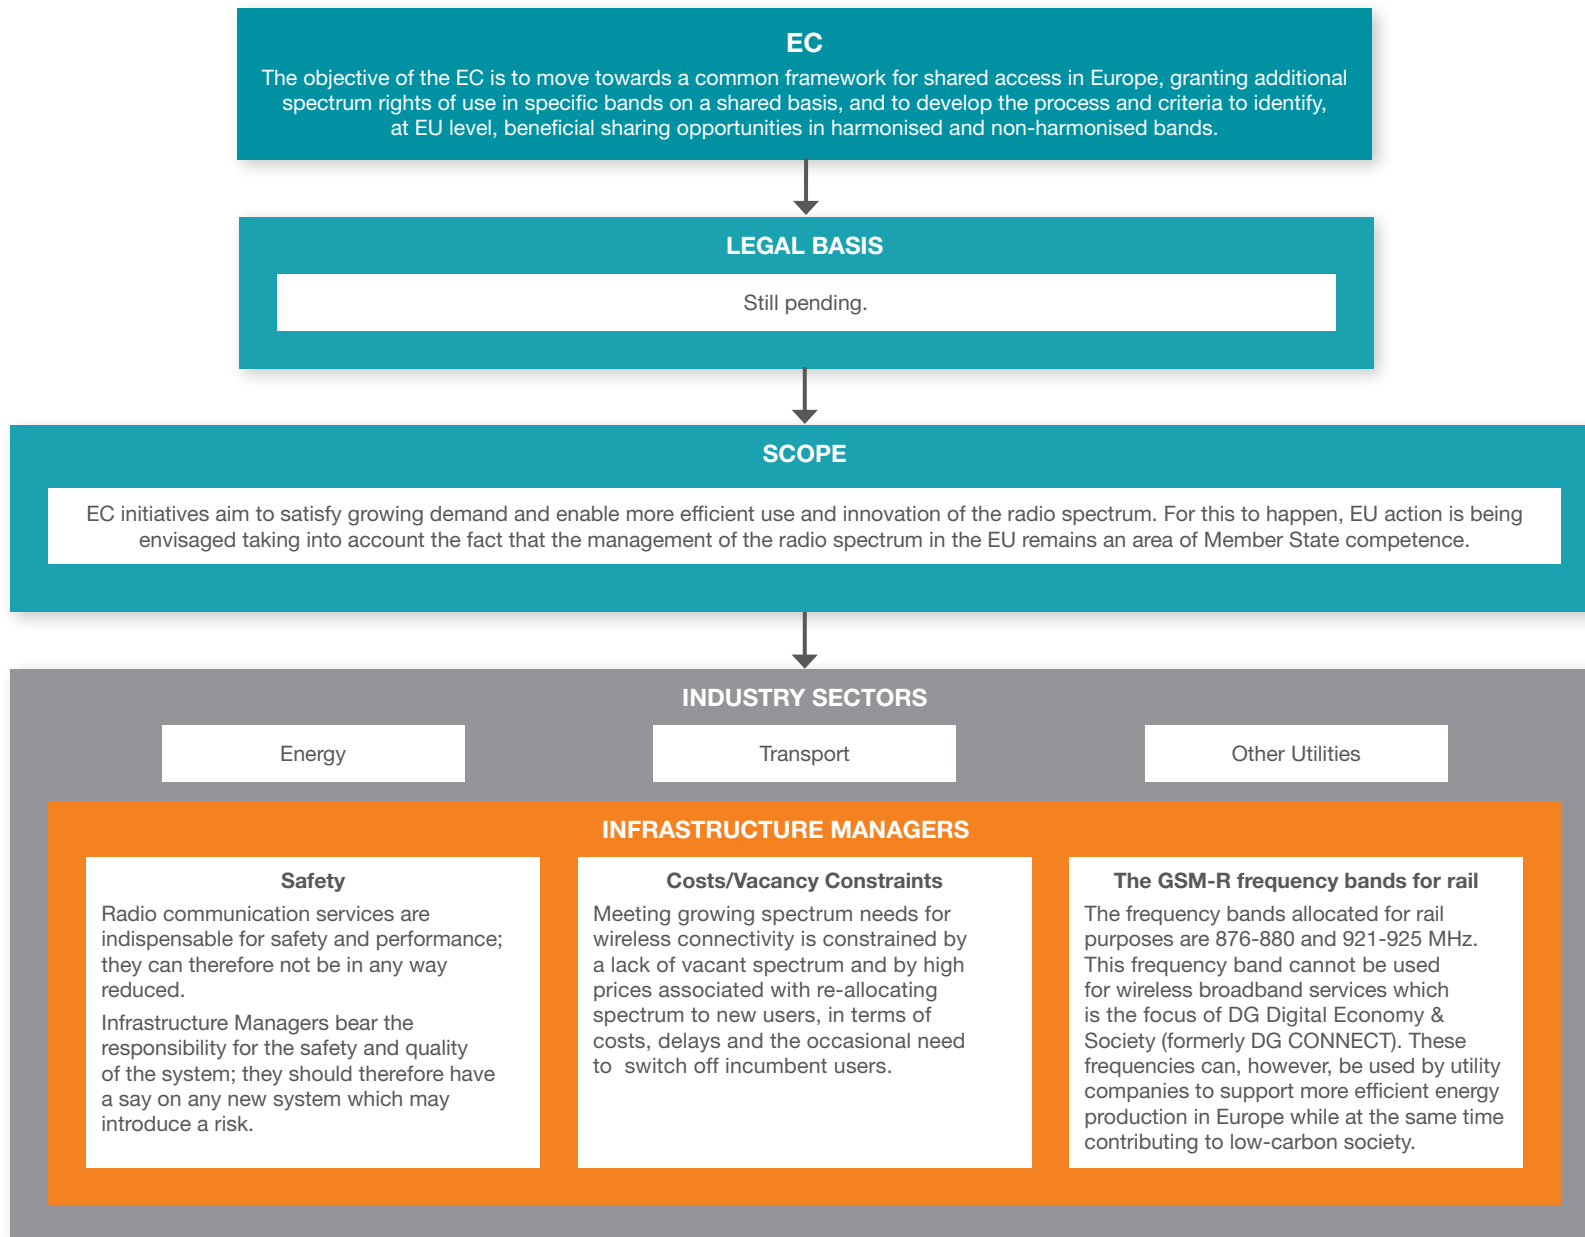 EC
The objective of the EC is to move towards a common framework for shared access in Europe, granting additional
spectrum rights of use in specific bands on a shared basis, and to develop the process and criteria to identify,
at EU level, beneficial sharing opportunities in harmonised and non-harmonised bands.
LEGAL BASIS
Still pending.
SCOPE
EC initiatives aim to satisfy growing demand and enable more efficient use and innovation of the radio spectrum. For this to happen, EU action is being
envisaged taking into account the fact that the management of the radio spectrum in the EU remains an area of Member State competence.
INDUSTRY SECTORS
Energy
Transport
Other Utilities
INFRASTRUCTURE MANAGERS
Safety
Radio communication services are
indispensable for safety and performance;
they can therefore not be in any way
reduced.
Infrastructure Managers bear the
responsibility for the safety and quality
of the system; they should therefore have
a say on any new system which may
introduce a risk.
Costs/Vacancy Constraints
Meeting growing spectrum needs for
wireless connectivity is constrained by
a lack of vacant spectrum and by high
prices associated with re-allocating
spectrum to new users, in terms of
costs, delays and the occasional need
to switch off incumbent users.
The GSM-R frequency bands for rail
The frequency bands allocated for rail
purposes are 876-880 and 921-925 MHz.
This frequency band cannot be used
for wireless broadband services which
is the focus of DG Digital Economy &
Society (formerly DG CONNECT). These
frequencies can, however, be used by utility
companies to support more efficient energy
production in Europe while at the same time
contributing to low-carbon society.